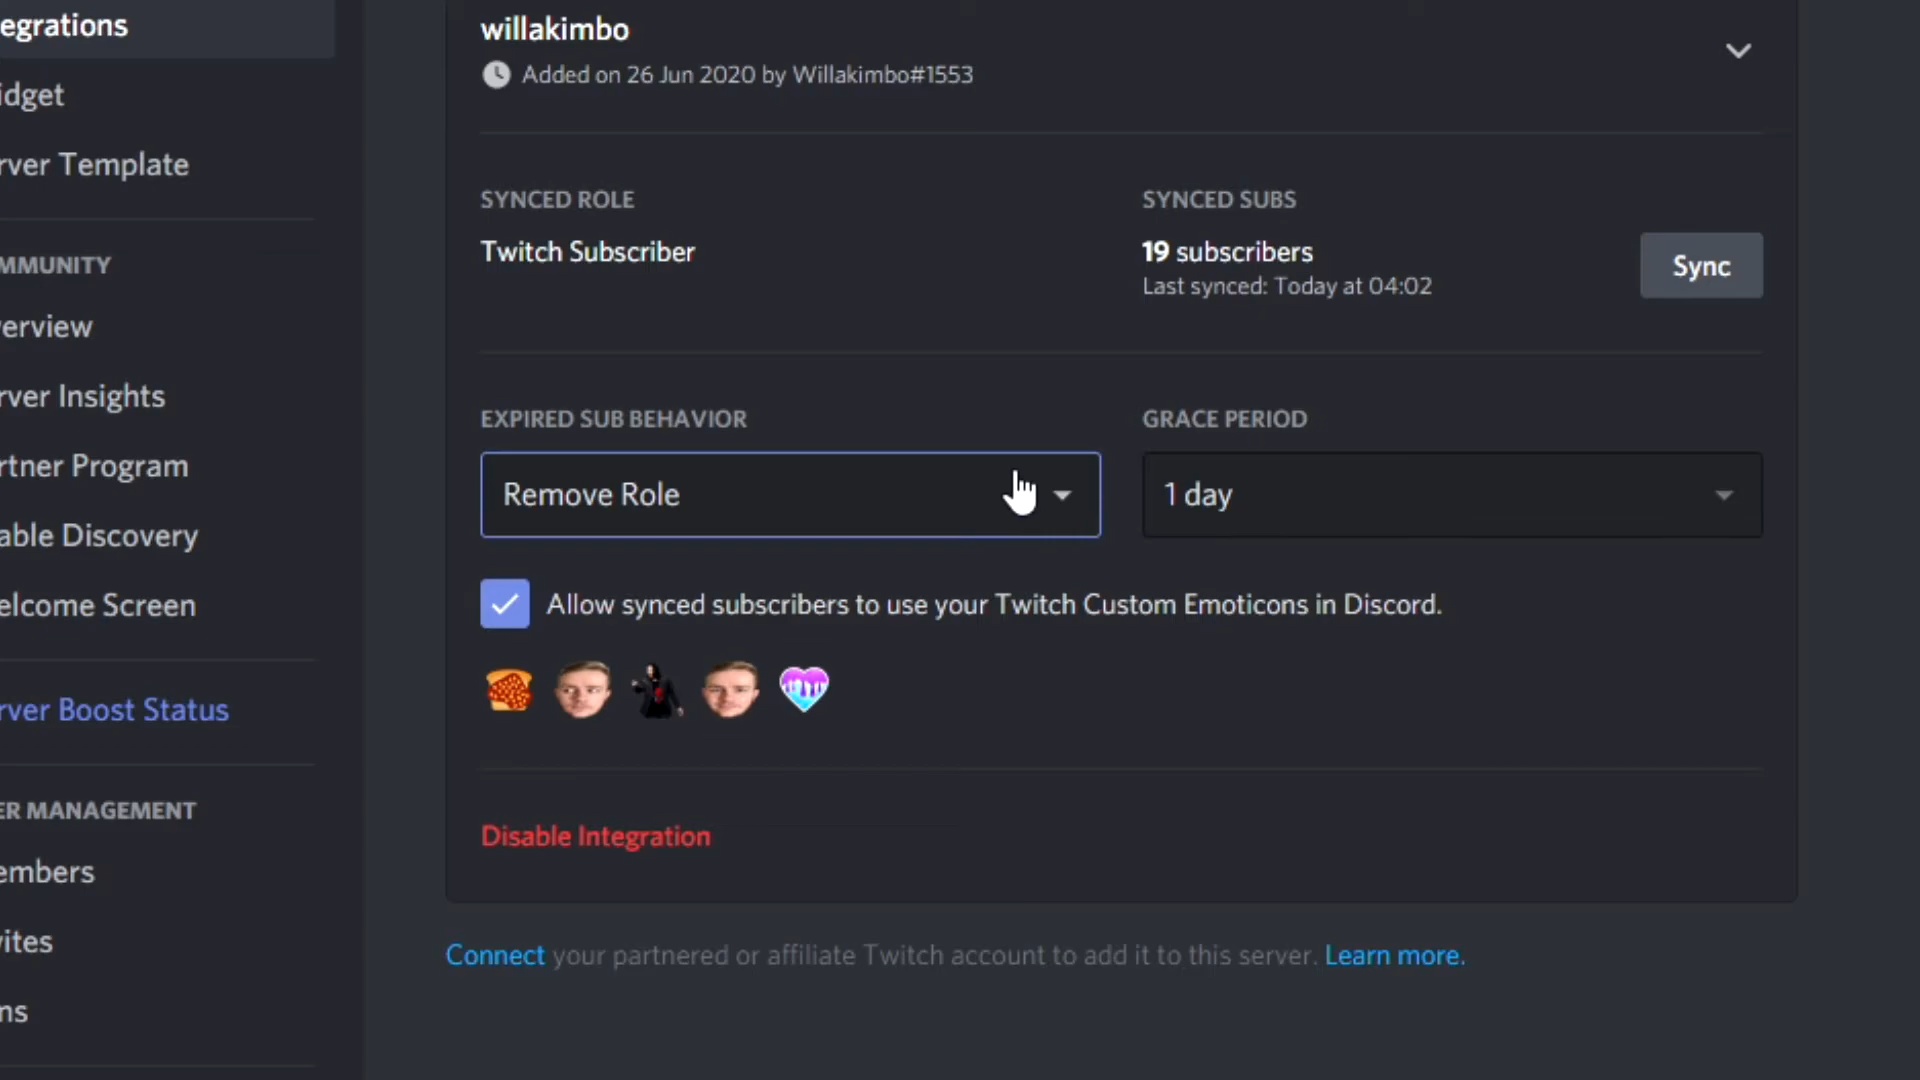 egrations
idget
rver Template
MMUNITY
verview
rver Insights
rtner Program
able Discovery
elcome Screen
rver Boost Status
ER MANAGEMENT
embers
vites
ns
willakimbo
Added on 26 Jun 2020 by Willakimbo#1553
SYNCED ROLE
Twitch Subscriber
SYNCED SUBS
19 subscribers
Last synced: Today at 04:02
Sync
EXPIRED SUB BEHAVIOR
Remove Role
GRACE PERIOD
1 day
Allow synced subscribers to use your Twitch Custom Emoticons in Discord.
Disable Integration
Connect your partnered or affiliate Twitch account to add it to this server. Learn more.